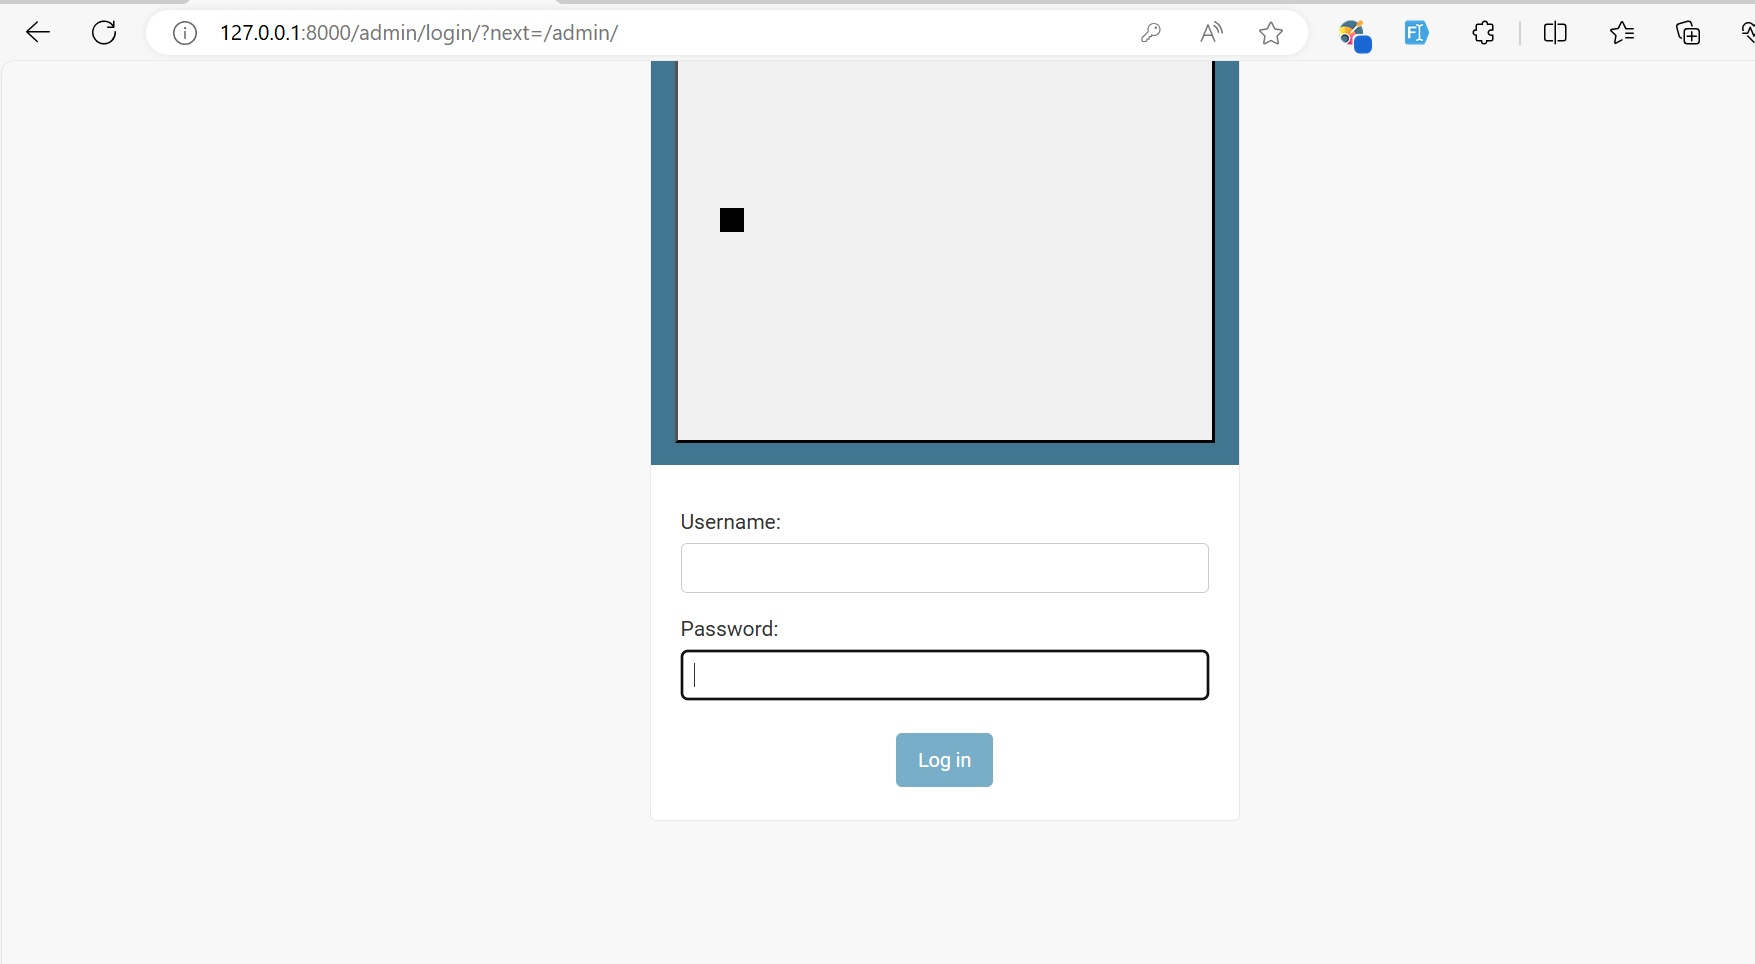 127.0.0.1:8000/admin/login/?next=/admin/
Username:
Password:
Log in